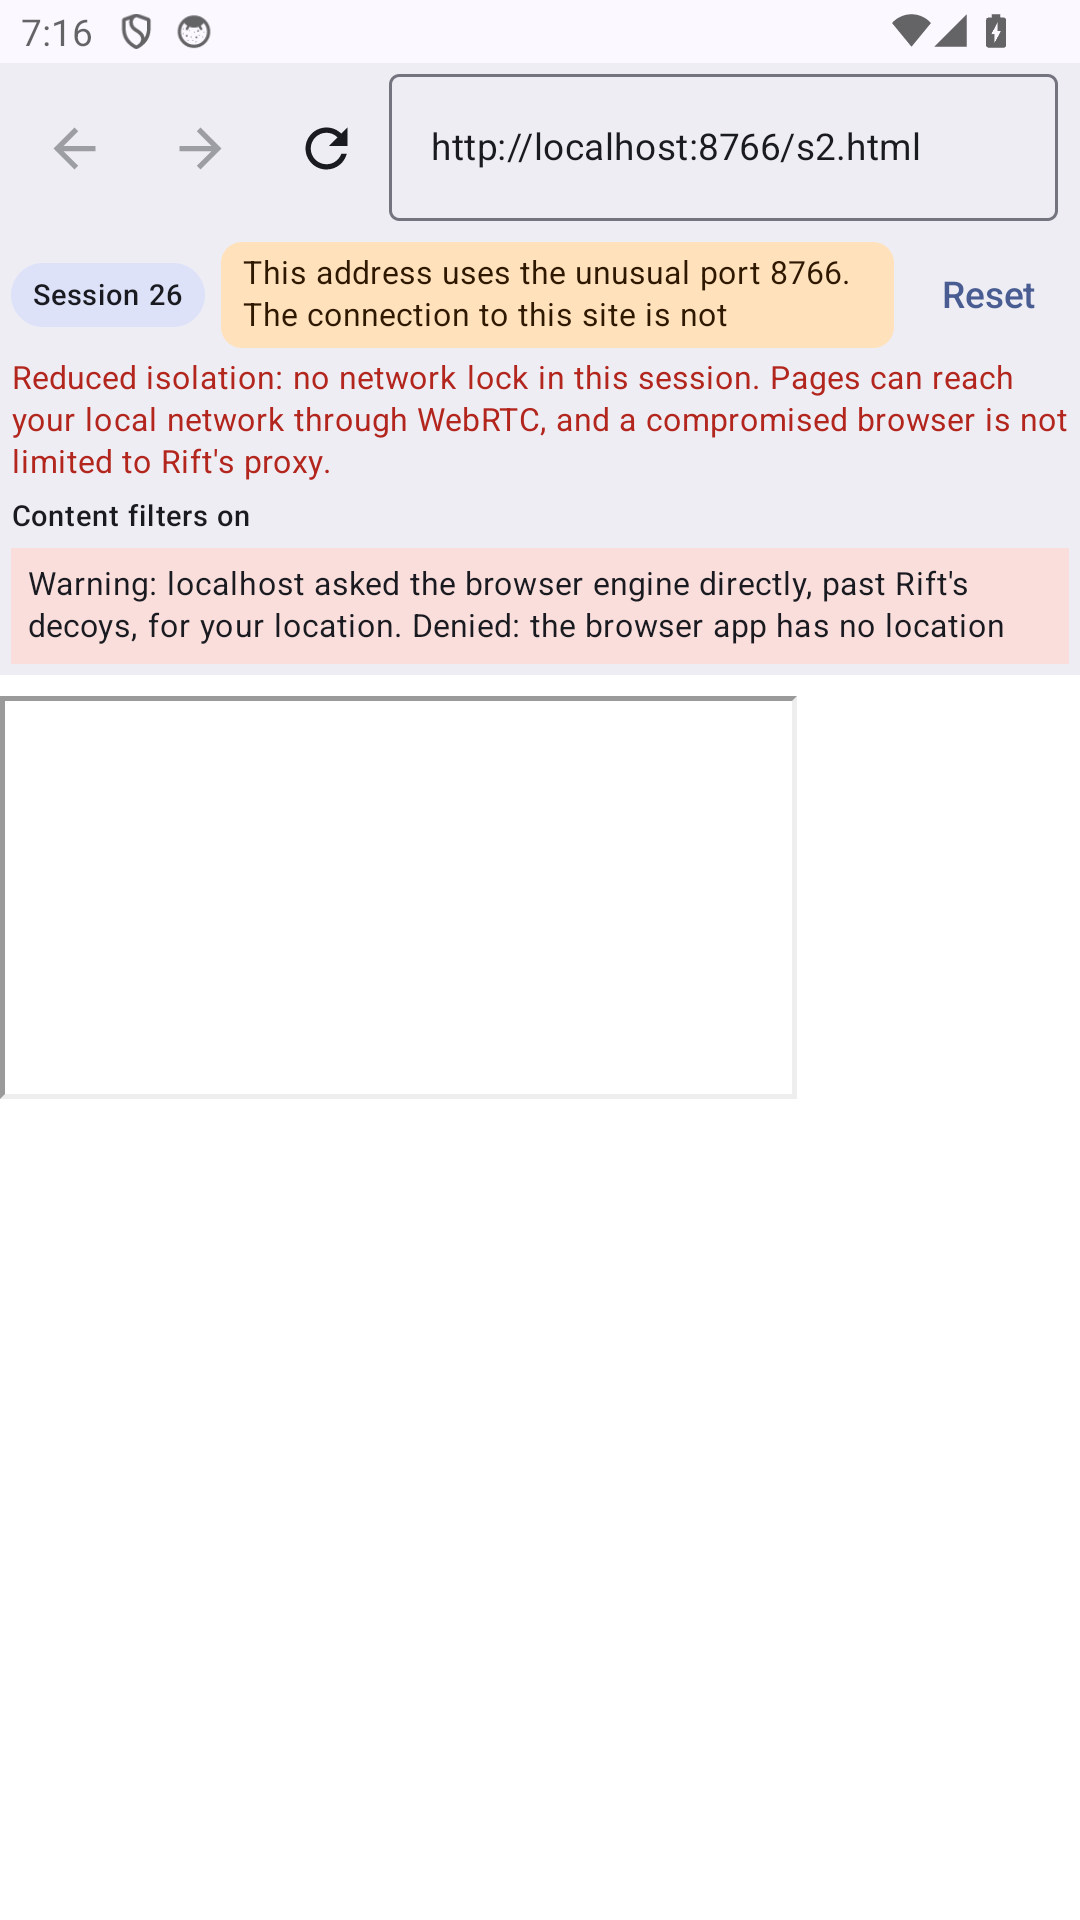 7:16
http://localhost:8766/s2.html
Session 26
This address uses the unusual port 8766.
The connection to this site is not
Reset
Reduced isolation: no network lock in this session. Pages can reach
your local network through WebRTC, and a compromised browser is not
limited to Rift's proxy.
Content filters on
Warning: localhost asked the browser engine directly, past Rift's
decoys, for your location. Denied: the browser app has no location